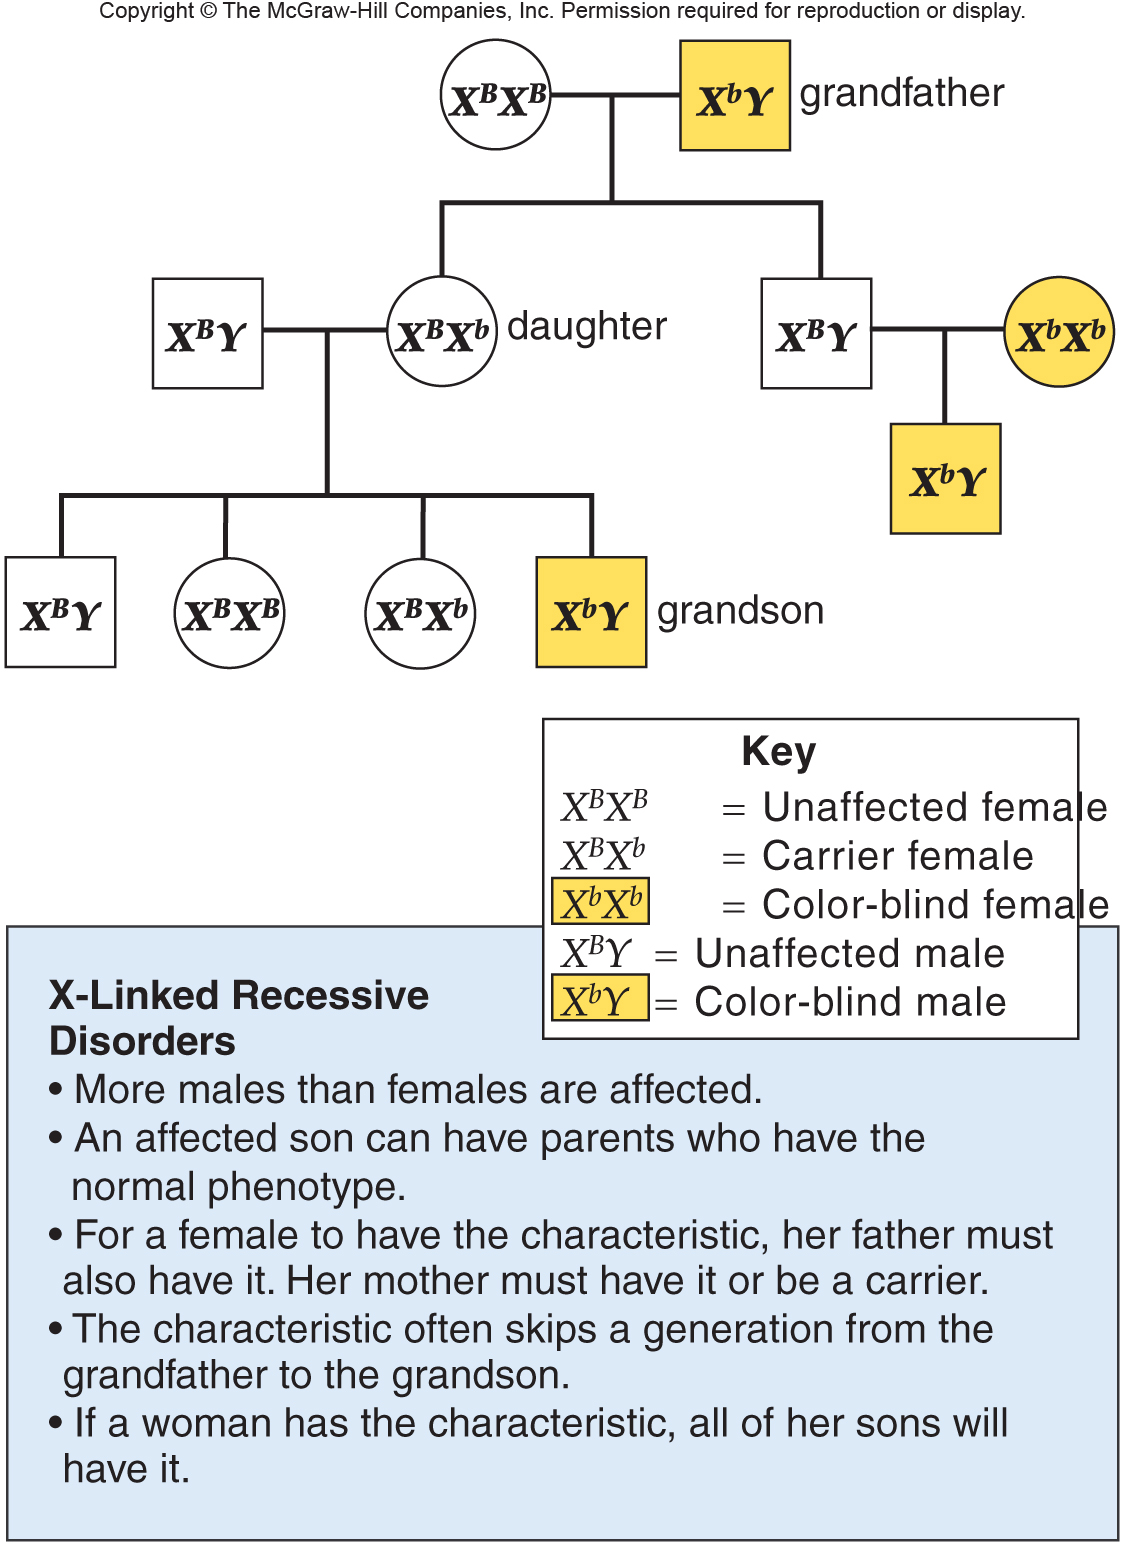 Copyright © The McGraw-Hill Companies, Inc. Permission required for reproduction or display.
XᴮXᴮ XᵇY grandfather
XᴮY XᴮXᵇ daughter XᴮY XᵇXᵇ
XᵇY
XᴮY XᴮXᴮ XᴮXᵇ XᵇY grandson
Key
XᴮXᴮ = Unaffected female
XᴮXᵇ = Carrier female
XᵇXᵇ = Color-blind female
XᴮY = Unaffected male
XᵇY = Color-blind male
X-Linked Recessive
Disorders
• More males than females are affected.
• An affected son can have parents who have the
normal phenotype.
• For a female to have the characteristic, her father must
also have it. Her mother must have it or be a carrier.
• The characteristic often skips a generation from the
grandfather to the grandson.
• If a woman has the characteristic, all of her sons will
have it.